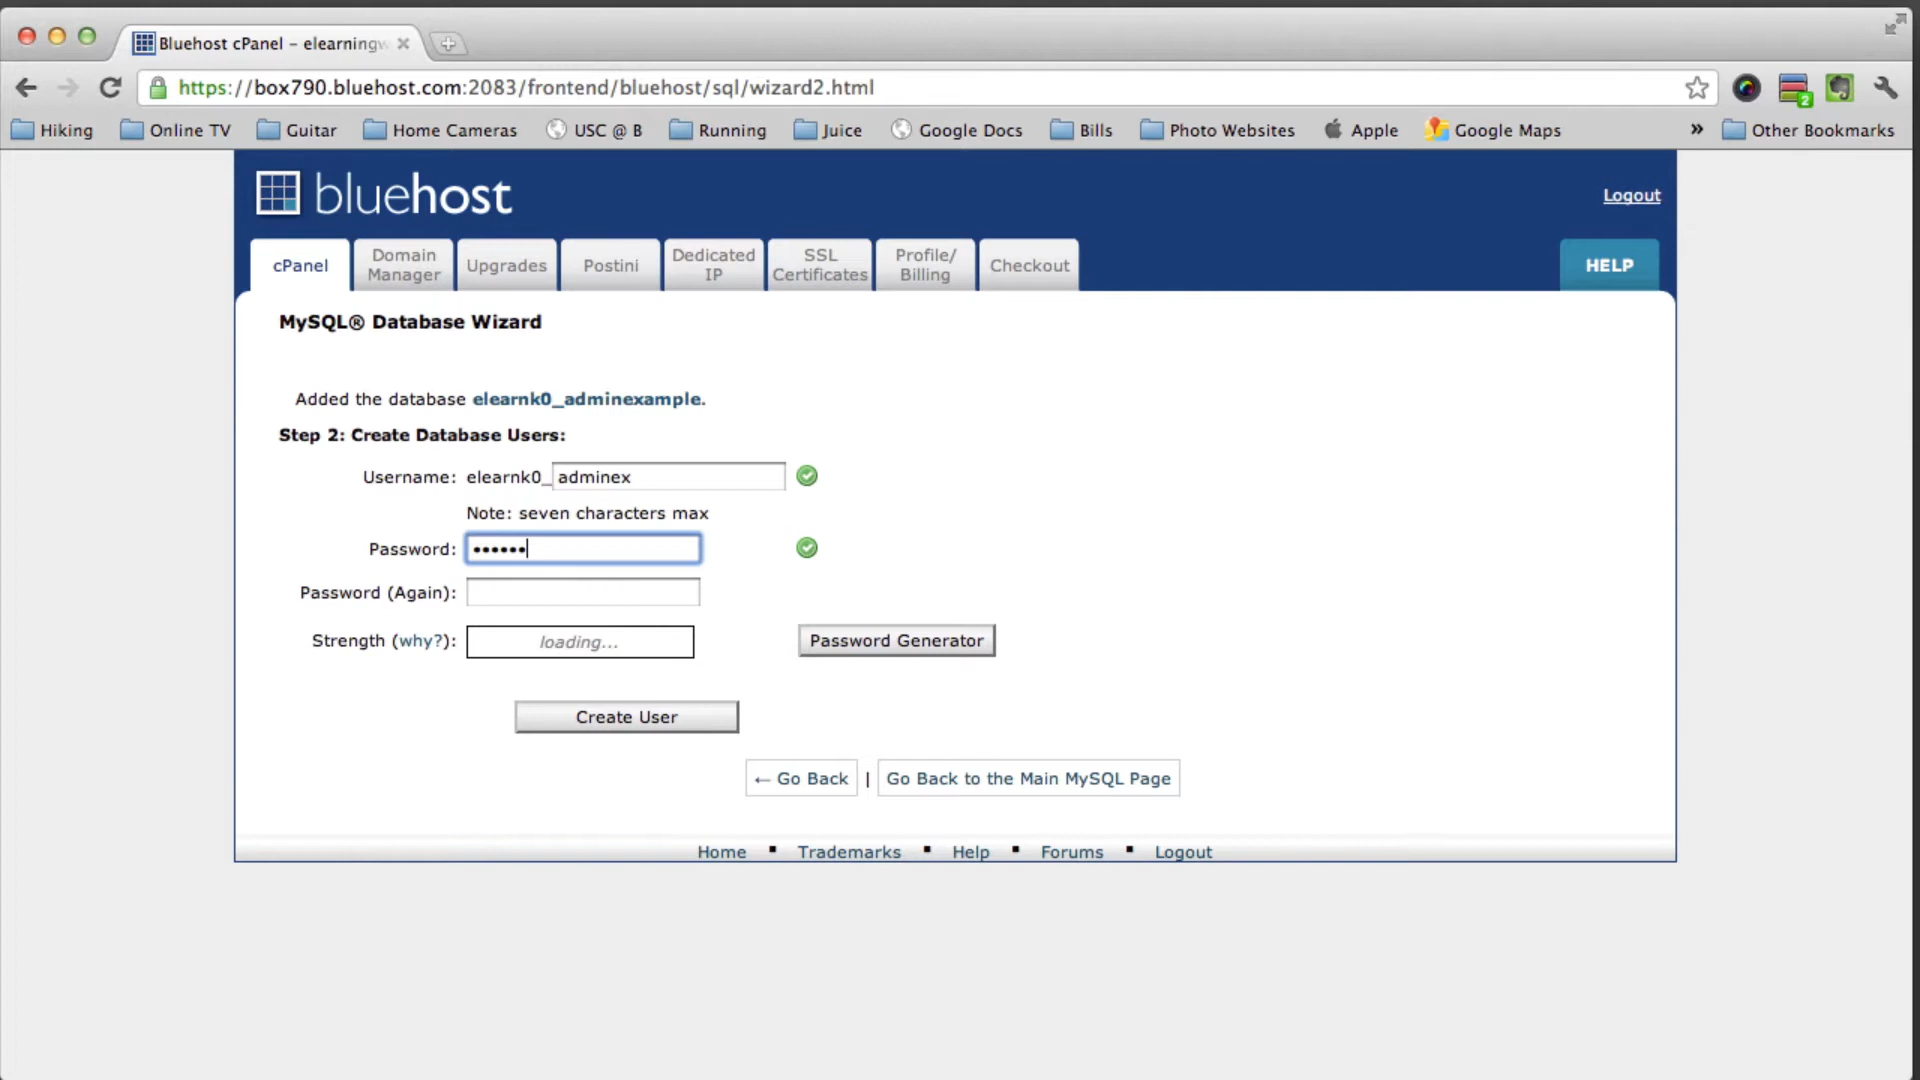 Bluehost cPanel – elearningw
https://box790.bluehost.com:2083/frontend/bluehost/sql/wizard2.html
2
Hiking Online TV Guitar Home Cameras USC @ B Running Juice Google Docs Bills Photo Websites Apple Google Maps » Other Bookmarks
bluehost
Logout
cPanel
Domain
Manager
Upgrades
Postini
Dedicated
IP
SSL
Certificates
Profile/
Billing
Checkout
HELP
MySQL® Database Wizard
Added the database elearnk0_adminexample.
Step 2: Create Database Users:
Username: elearnk0_ adminex
Note: seven characters max
Password: ••••••
Password (Again):
Strength (why?): loading... Password Generator
Create User
← Go Back | Go Back to the Main MySQL Page
Home ▪ Trademarks ▪ Help ▪ Forums ▪ Logout